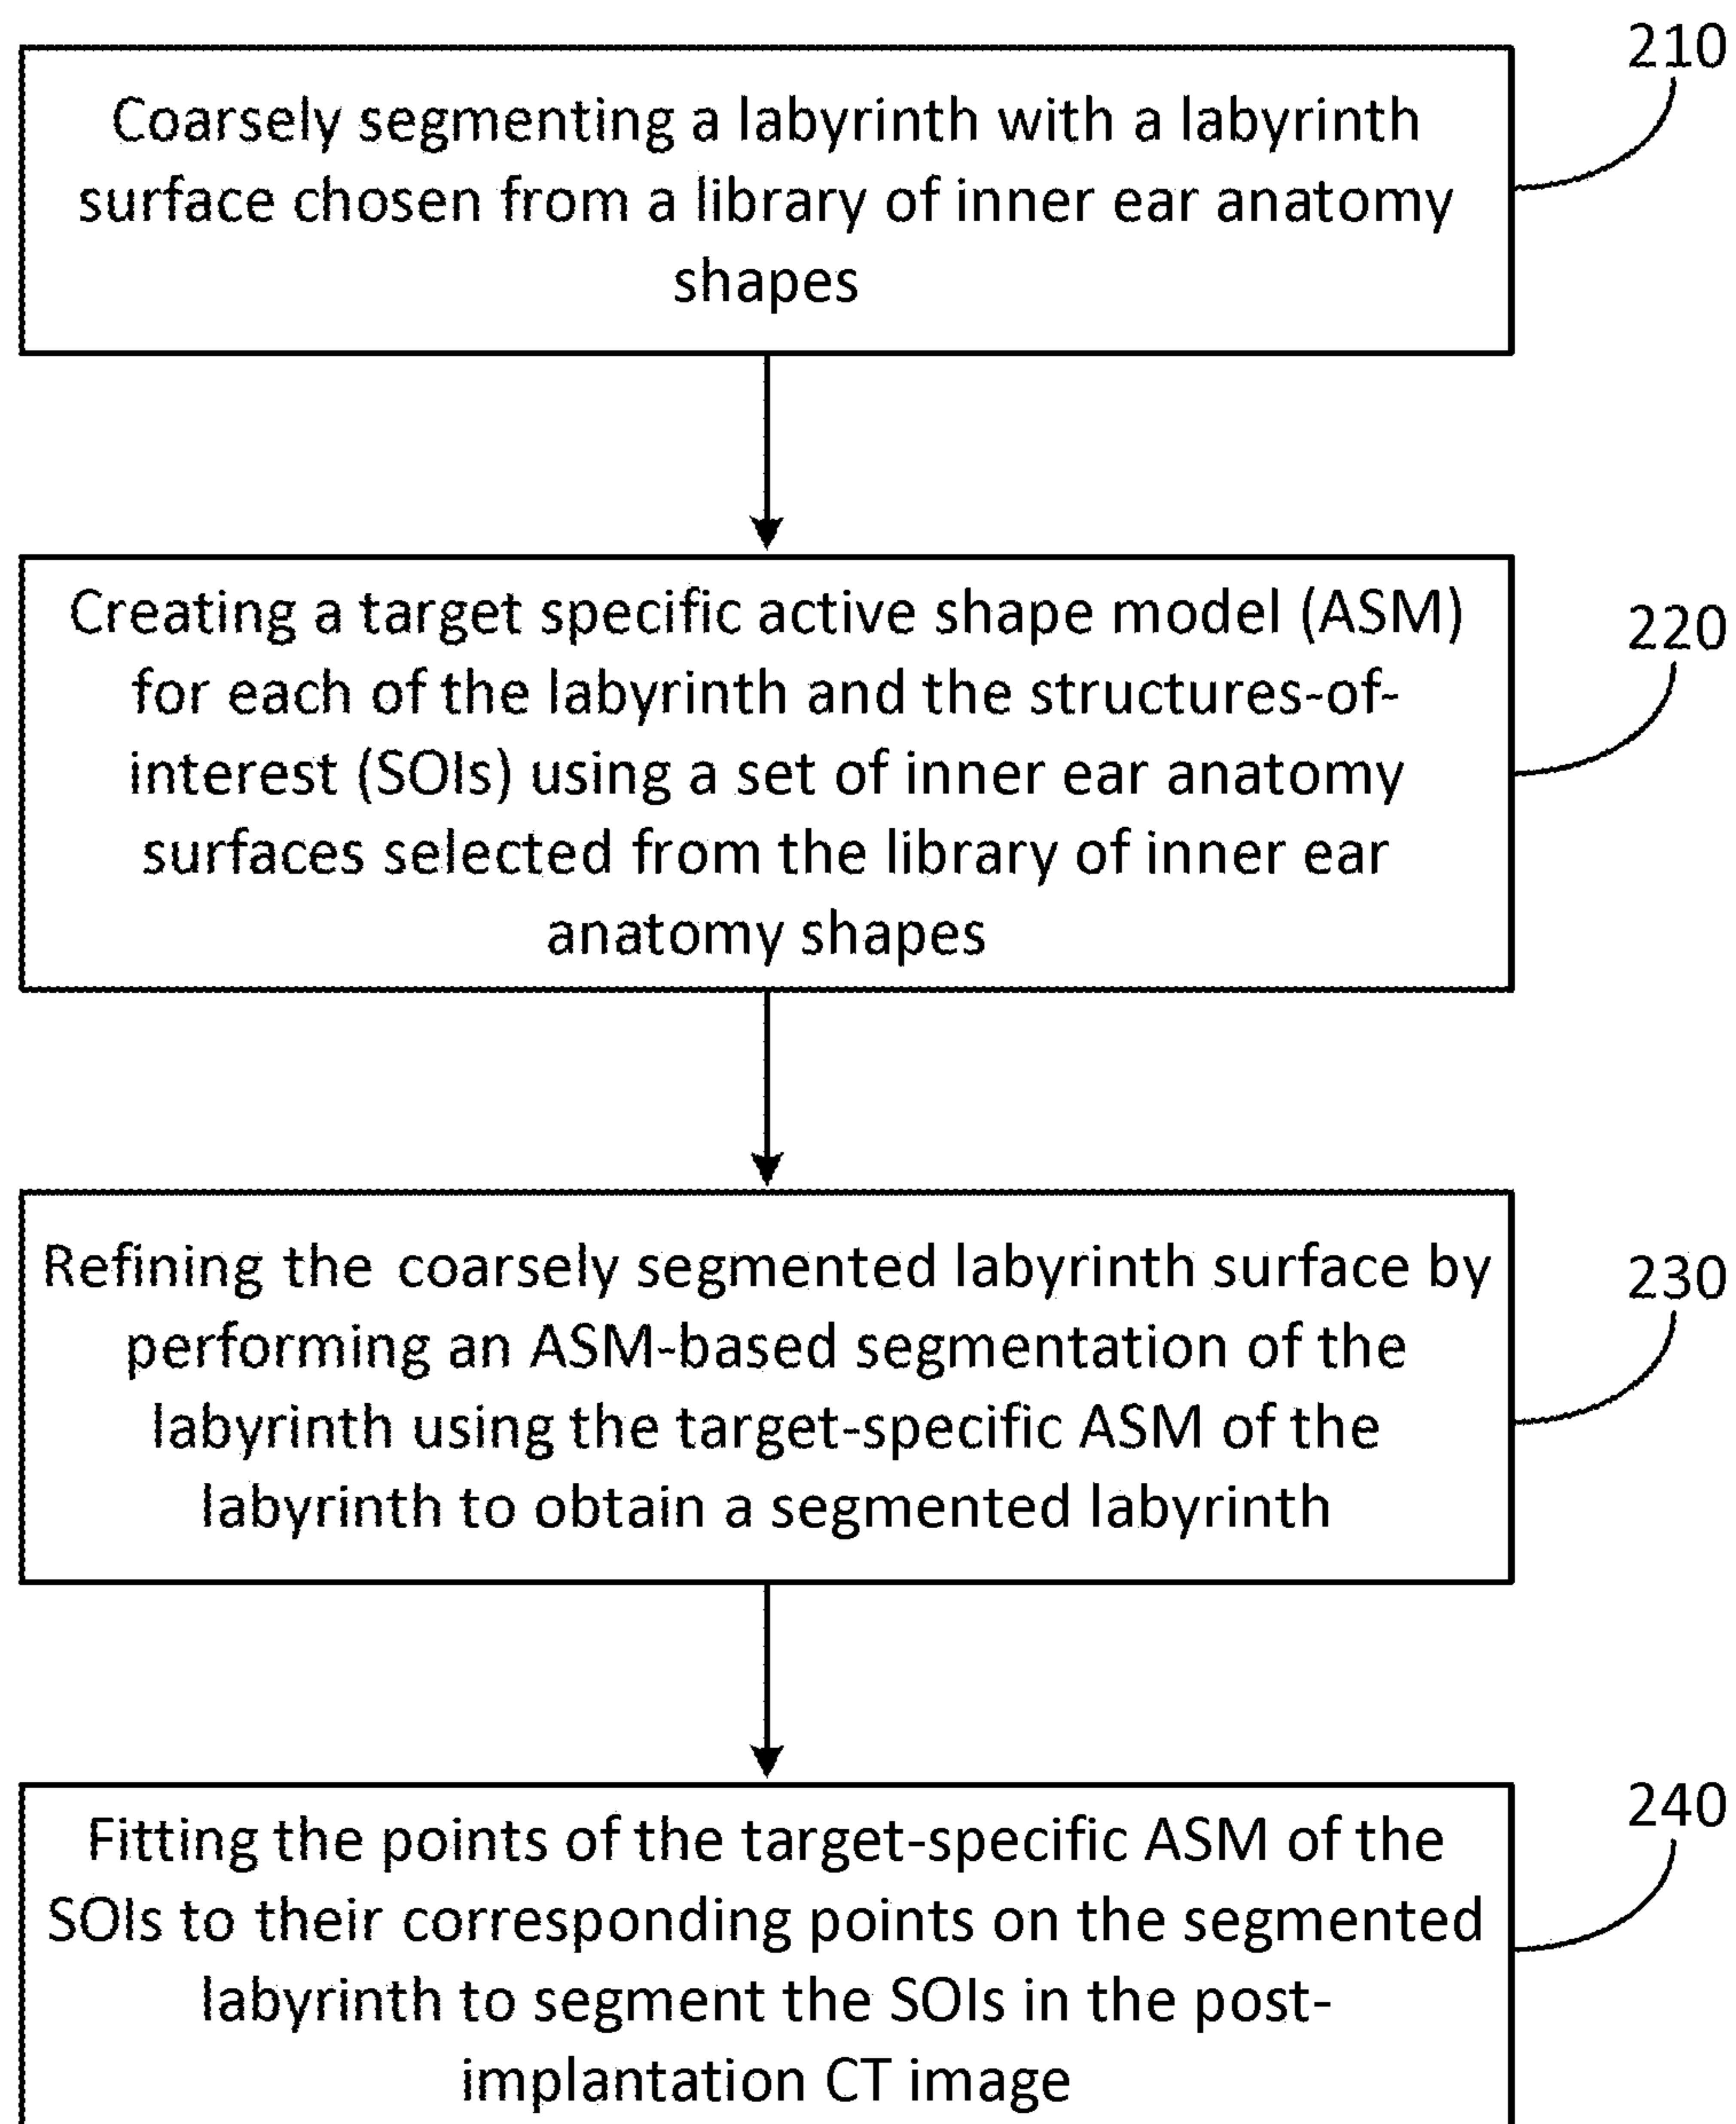 210
Coarsely segmenting a labyrinth with a labyrinth
surface chosen from a library of inner ear anatomy
shapes
220
Creating a target specific active shape model (ASM)
for each of the labyrinth and the structures-of-
interest (SOIs) using a set of inner ear anatomy
surfaces selected from the library of inner ear
anatomy shapes
230
Refining the coarsely segmented labyrinth surface by
performing an ASM-based segmentation of the
labyrinth using the target-specific ASM of the
labyrinth to obtain a segmented labyrinth
240
Fitting the points of the target-specific ASM of the
SOIs to their corresponding points on the segmented
labyrinth to segment the SOIs in the post-
implantation CT image